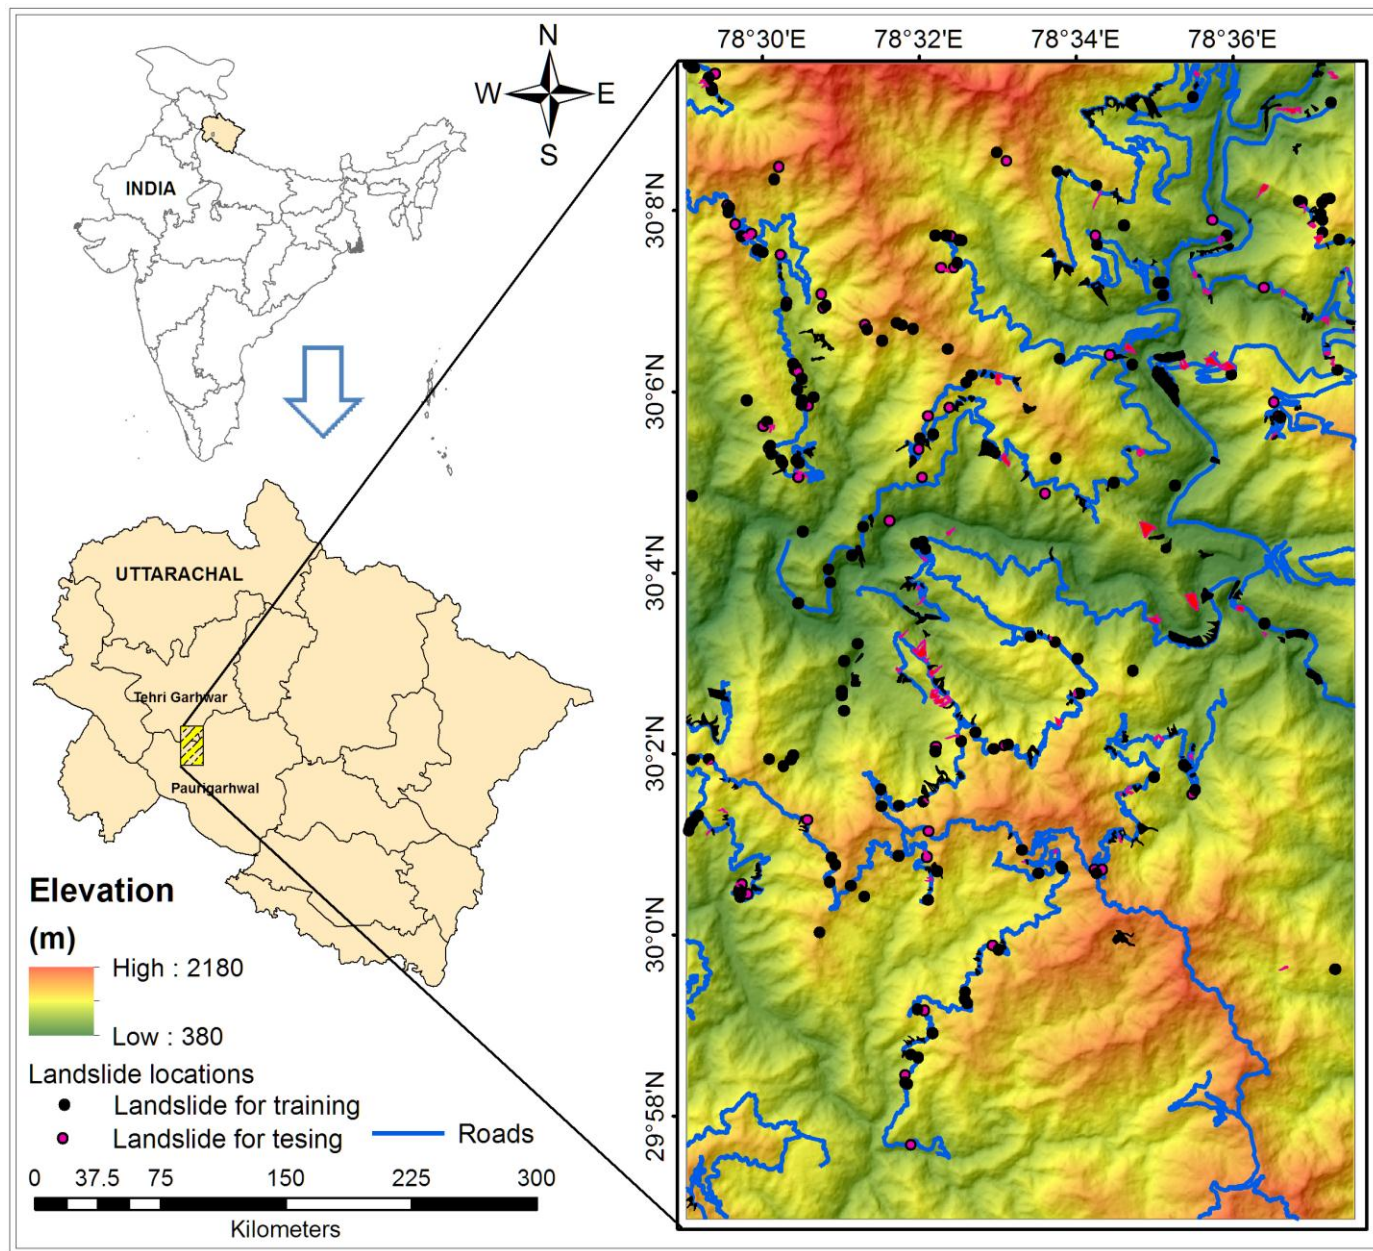 N
W E
S
INDIA
UTTARACHAL
Tehri Garhwar
Paurigarhwal
Elevation
(m)
High : 2180
Low : 380
Landslide locations
Landslide for training
Landslide for tesing
Roads
0 37.5 75 150 225 300
Kilometers
78°30'E 78°32'E 78°34'E 78°36'E
30°8'N
30°6'N
30°4'N
30°2'N
30°0'N
29°58'N